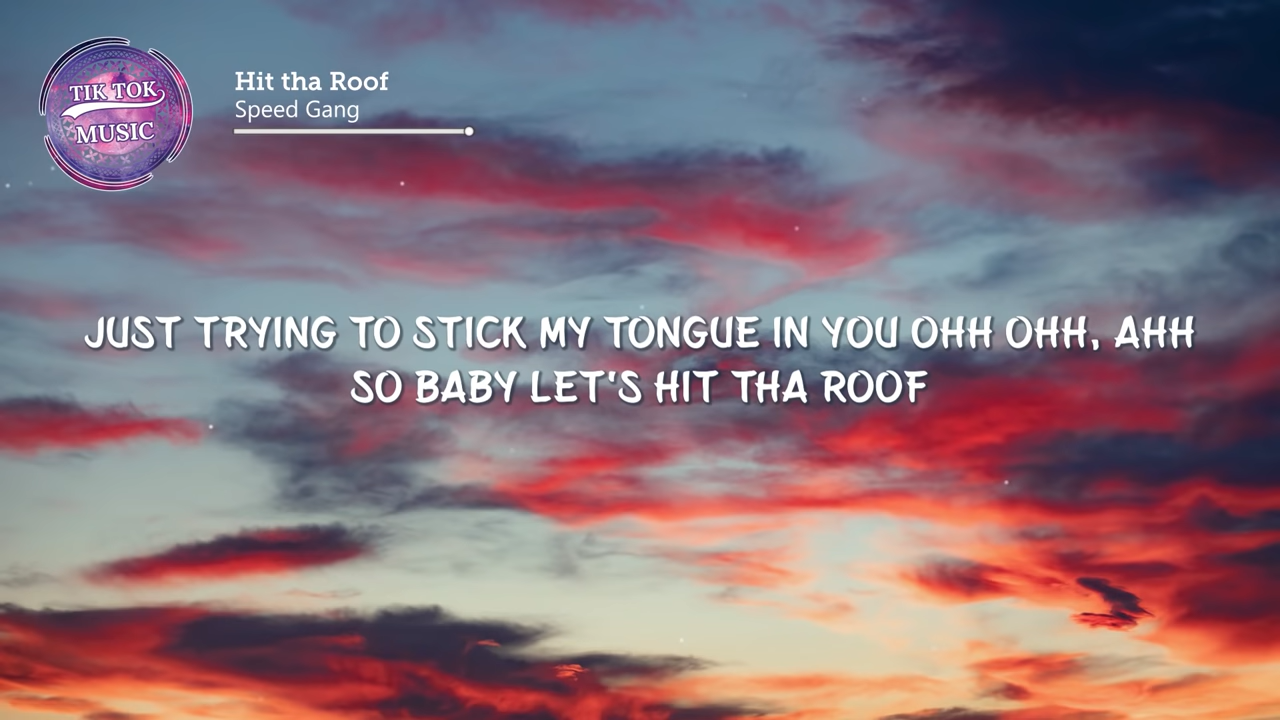 TIK TOK
MUSIC
Hit tha Roof
Speed Gang
JUST TRYING TO STICK MY TONGUE IN YOU OHH OHH, AHH
SO BABY LET'S HIT THA ROOF